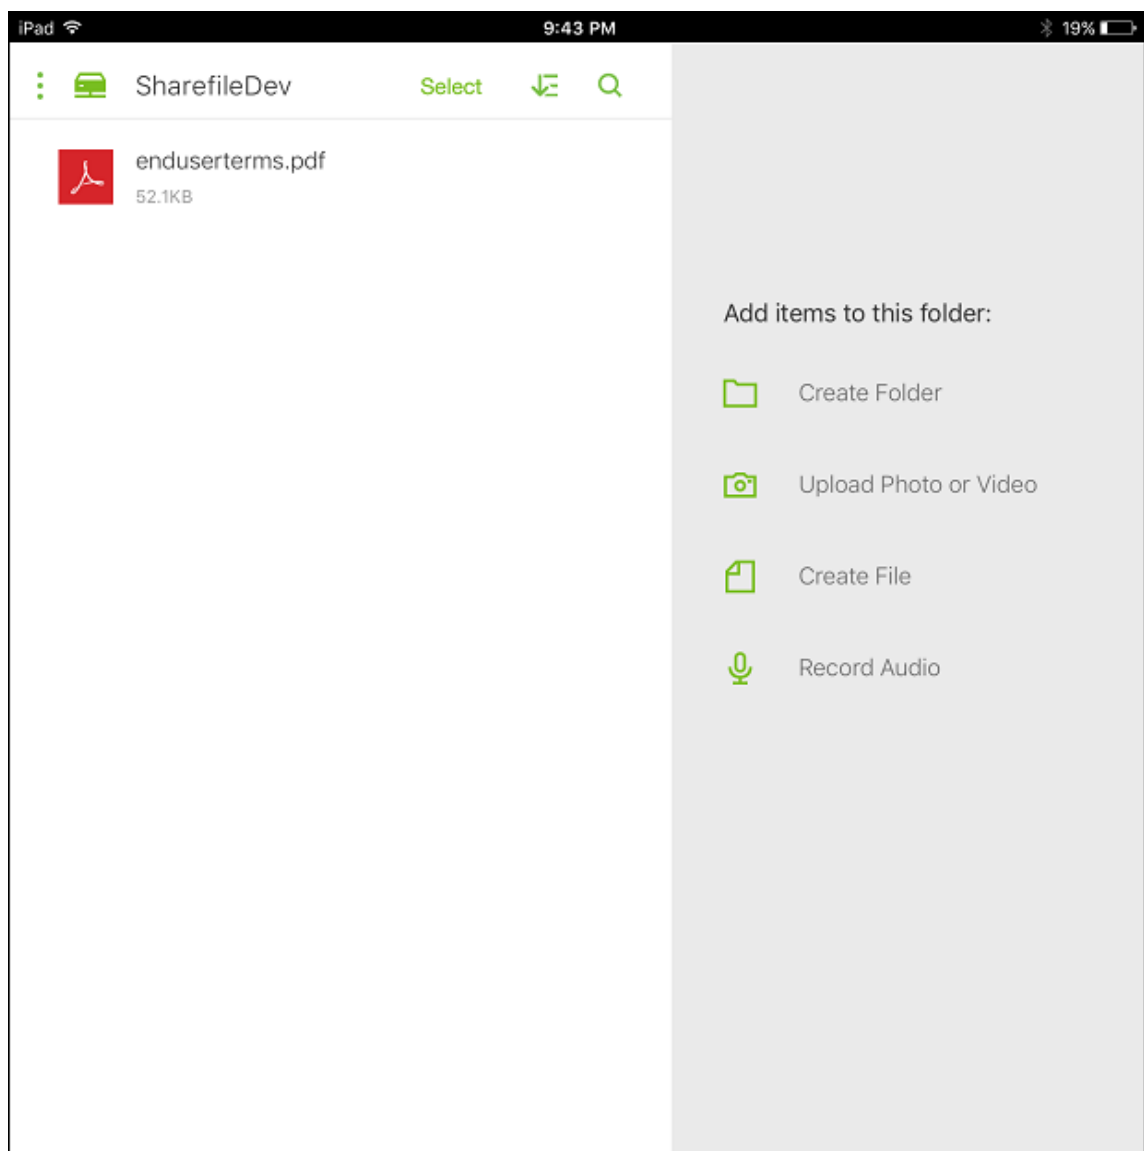 iPad 9:43 PM 19%
SharefileDev Select
enduserterms.pdf
52.1KB
Add items to this folder:
Create Folder
Upload Photo or Video
Create File
Record Audio